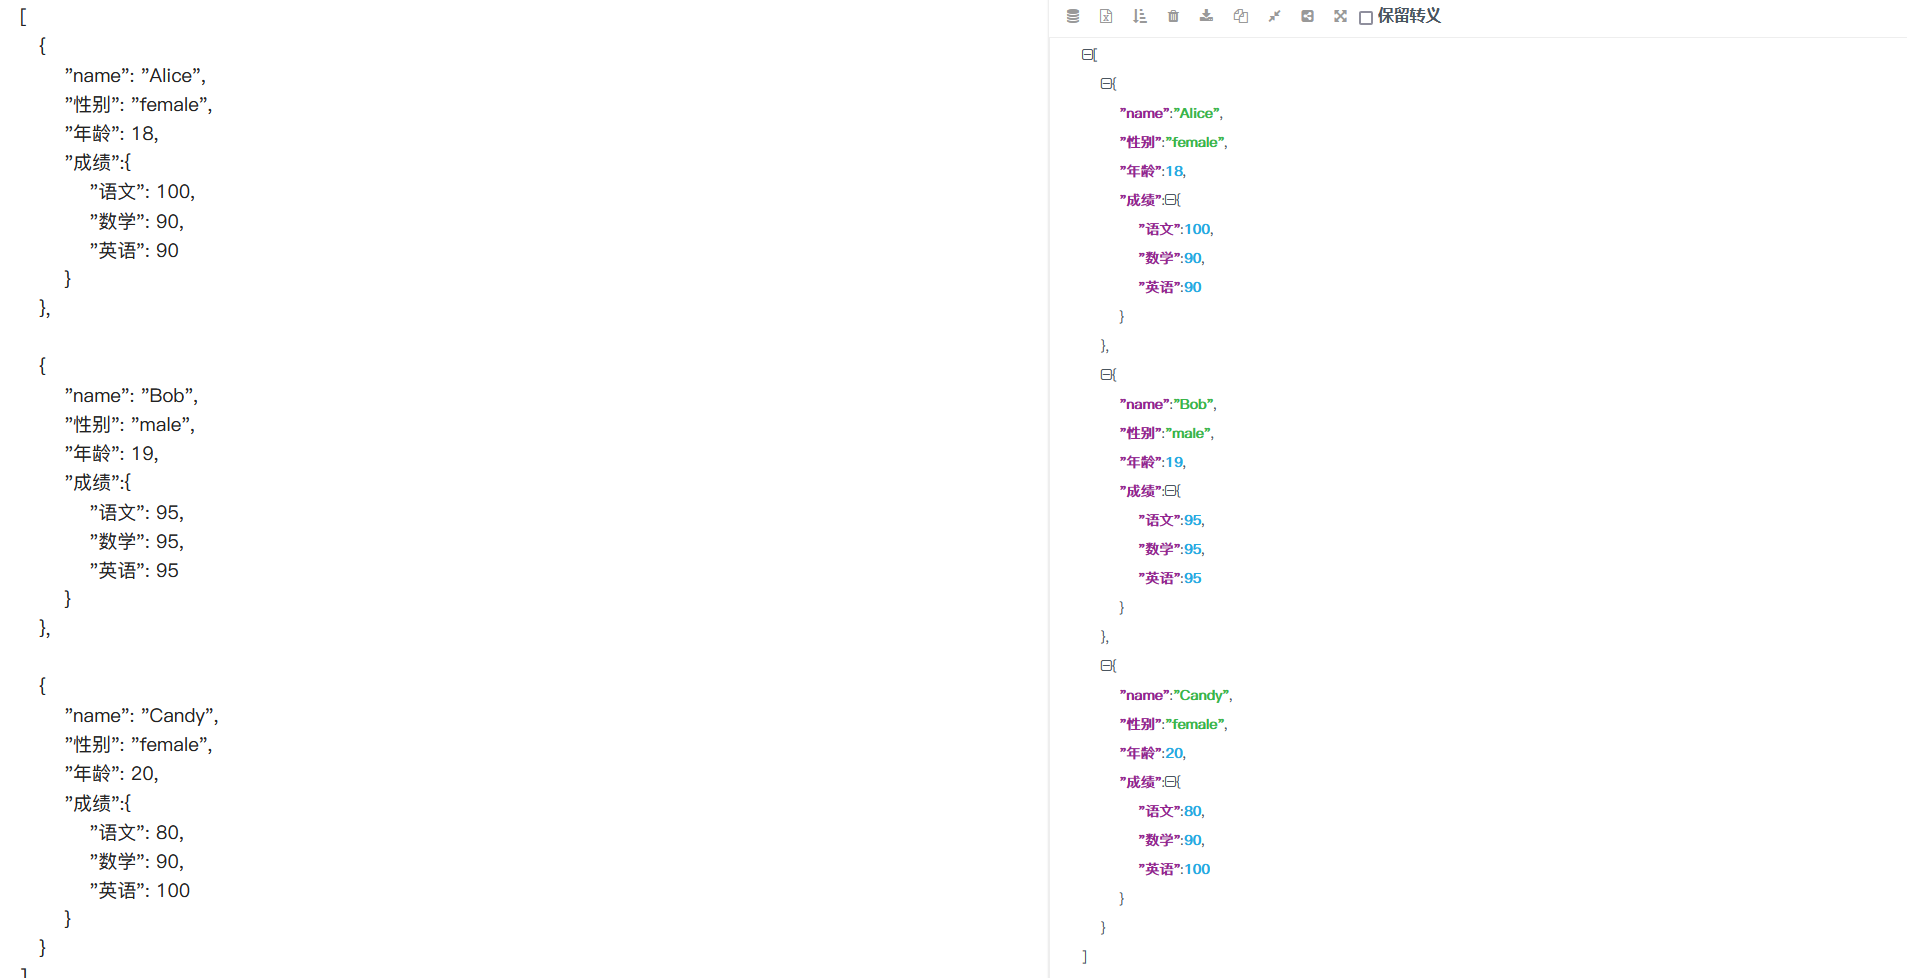 [
{
"name": "Alice",
"性别": "female",
"年龄": 18,
"成绩":{
"语文": 100,
"数学": 90,
"英语": 90
}
},
{
"name": "Bob",
"性别": "male",
"年龄": 19,
"成绩":{
"语文": 95,
"数学": 95,
"英语": 95
}
},
{
"name": "Candy",
"性别": "female",
"年龄": 20,
"成绩":{
"语文": 80,
"数学": 90,
"英语": 100
}
}
]
保留转义
[
{
"name":"Alice",
"性别":"female",
"年龄":18,
"成绩":{
"语文":100,
"数学":90,
"英语":90
}
},
{
"name":"Bob",
"性别":"male",
"年龄":19,
"成绩":{
"语文":95,
"数学":95,
"英语":95
}
},
{
"name":"Candy",
"性别":"female",
"年龄":20,
"成绩":{
"语文":80,
"数学":90,
"英语":100
}
}
]